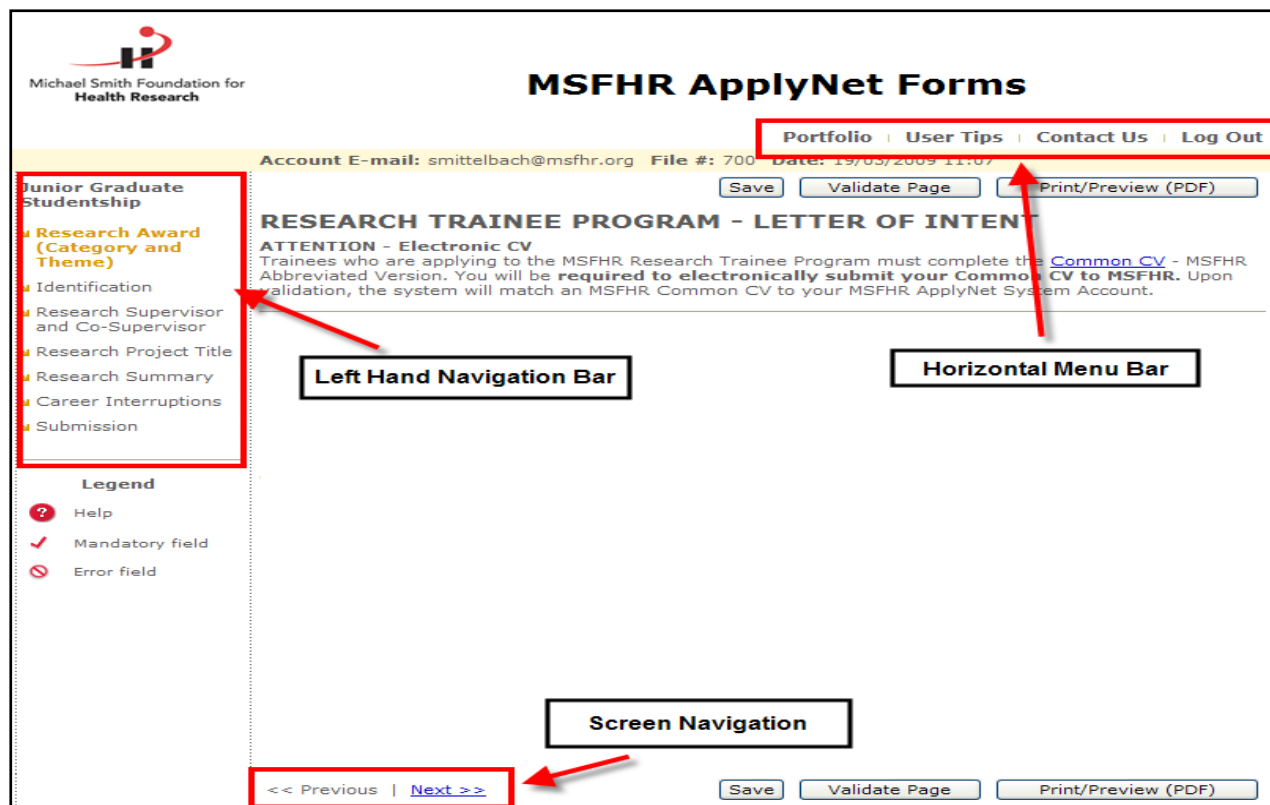 Michael Smith Foundation for
Health Research
MSFHR ApplyNet Forms
Portfolio | User Tips | Contact Us | Log Out
Account E-mail: smittelbach@msfhr.org File #: 700 Date: 19/03/2009 11:07
Junior Graduate
Studentship
Research Award
(Category and
Theme)
Identification
Research Supervisor
and Co-Supervisor
Research Project Title
Research Summary
Career Interruptions
Submission
Legend
? Help
Mandatory field
Error field
Save Validate Page Print/Preview (PDF)
RESEARCH TRAINEE PROGRAM - LETTER OF INTENT
ATTENTION - Electronic CV
Trainees who are applying to the MSFHR Research Trainee Program must complete the Common CV - MSFHR
Abbreviated Version. You will be required to electronically submit your Common CV to MSFHR. Upon
validation, the system will match an MSFHR Common CV to your MSFHR ApplyNet System Account.
Left Hand Navigation Bar
Horizontal Menu Bar
Screen Navigation
<< Previous | Next >>
Save Validate Page Print/Preview (PDF)